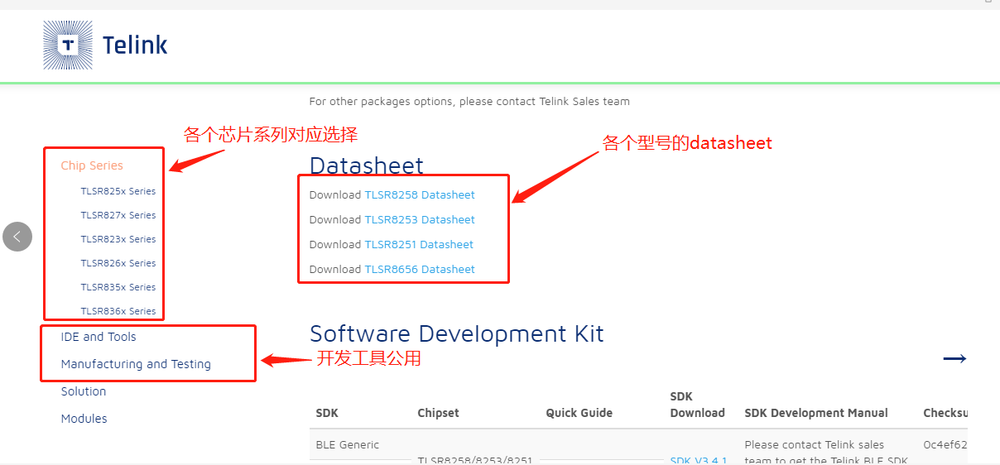 Telink
For other packages options, please contact Telink Sales team
各个芯片系列对应选择
各个型号的datasheet
Chip Series
TLSR825x Series
TLSR827x Series
TLSR823x Series
TLSR826x Series
TLSR835x Series
TLSR836x Series
IDE and Tools
Manufacturing and Testing
Solution
Modules
开发工具公用
Datasheet
Download TLSR8258 Datasheet
Download TLSR8253 Datasheet
Download TLSR8251 Datasheet
Download TLSR8656 Datasheet
Software Development Kit
SDK Chipset Quick Guide SDK Download SDK Development Manual Checksu
BLE Generic
TLSR8258/8253/8251
SDK V3.4.1
Please contact Telink sales
team to get the Telink BLE SDK
0c4ef62